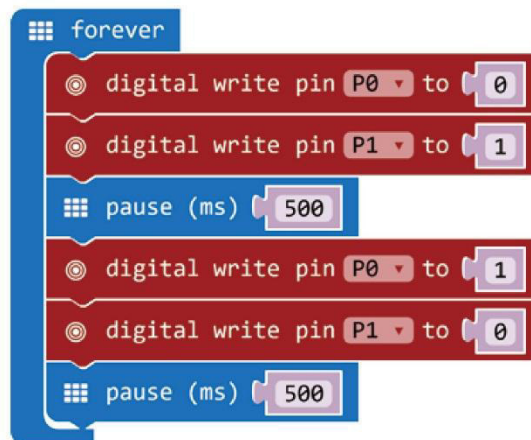 forever
digital write pin P0 to 0
digital write pin P1 to 1
pause (ms) 500
digital write pin P0 to 1
digital write pin P1 to 0
pause (ms) 500